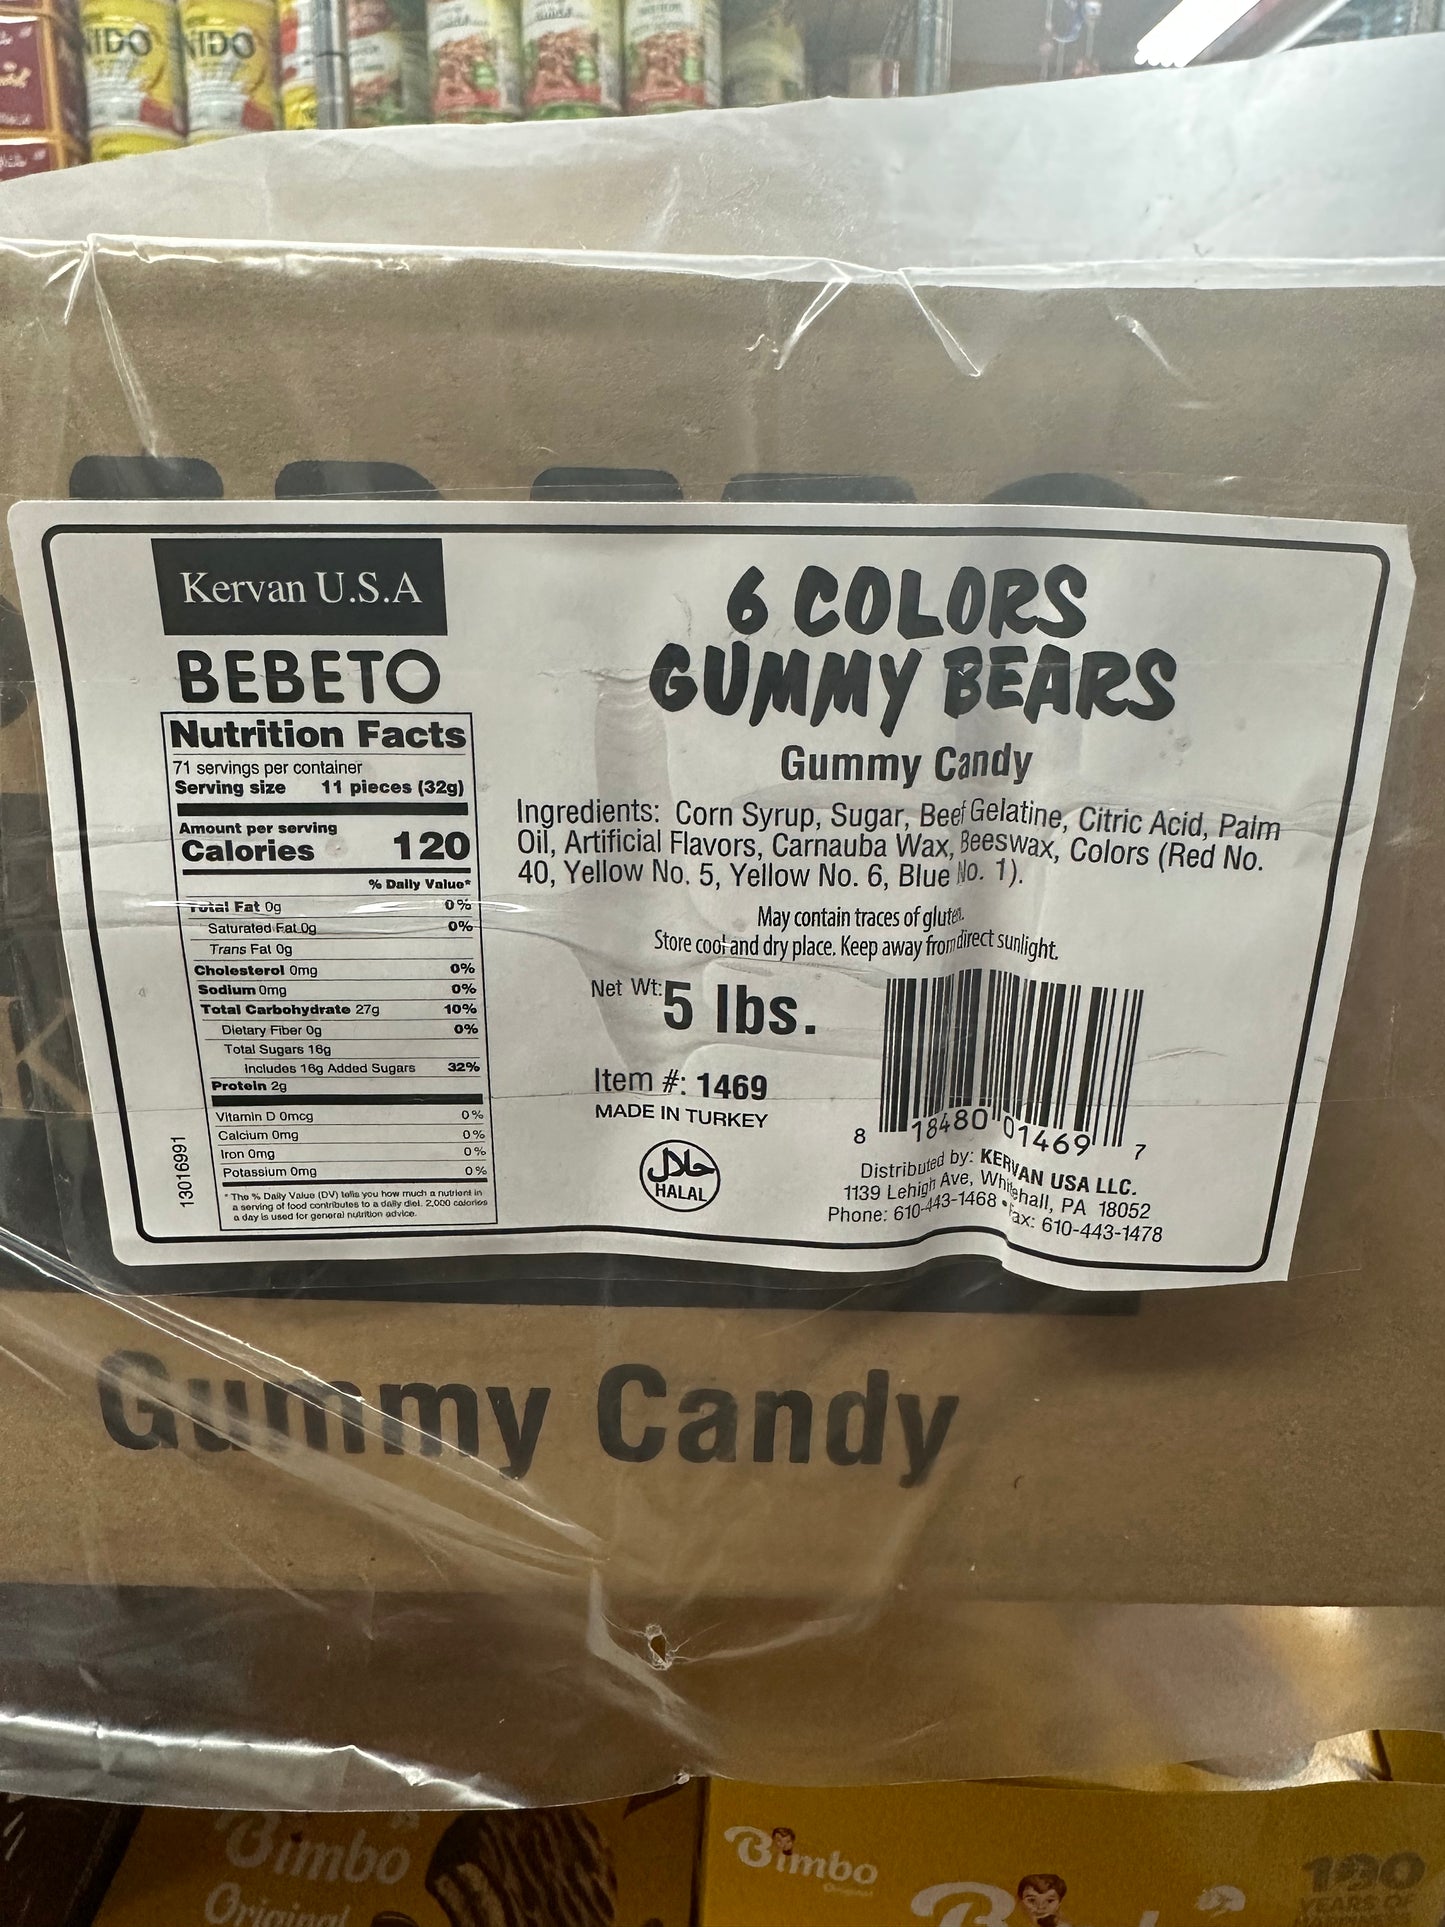 NIDO NIDO
Kervan U.S.A
BEBETO
Nutrition Facts
71 servings per container
Serving size 11 pieces (32g)
Amount per serving
Calories 120
% Daily Value*
Total Fat 0g 0%
Saturated Fat 0g 0%
Trans Fat 0g
Cholesterol 0mg 0%
Sodium 0mg 0%
Total Carbohydrate 27g 10%
Dietary Fiber 0g 0%
Total Sugars 16g
Includes 16g Added Sugars 32%
Protein 2g
Vitamin D 0mcg 0%
Calcium 0mg 0%
Iron 0mg 0%
Potassium 0mg 0%
* The % Daily Value (DV) tells you how much a nutrient in
a serving of food contributes to a daily diet. 2,000 calories
a day is used for general nutrition advice.
13016991
6 COLORS
GUMMY BEARS
Gummy Candy
Ingredients: Corn Syrup, Sugar, Beef Gelatine, Citric Acid, Palm
Oil, Artificial Flavors, Carnauba Wax, Beeswax, Colors (Red No.
40, Yellow No. 5, Yellow No. 6, Blue No. 1).
May contain traces of gluten.
Store cool and dry place. Keep away from direct sunlight.
Net Wt: 5 lbs.
Item #: 1469
MADE IN TURKEY
حلال
HALAL
8 18480 01469 7
Distributed by: KERVAN USA LLC.
1139 Lehigh Ave, Whitehall, PA 18052
Phone: 610-443-1468 • Fax: 610-443-1478
Gummy Candy
Bimbo
Original
Bimbo
Original
100
YEARS OF